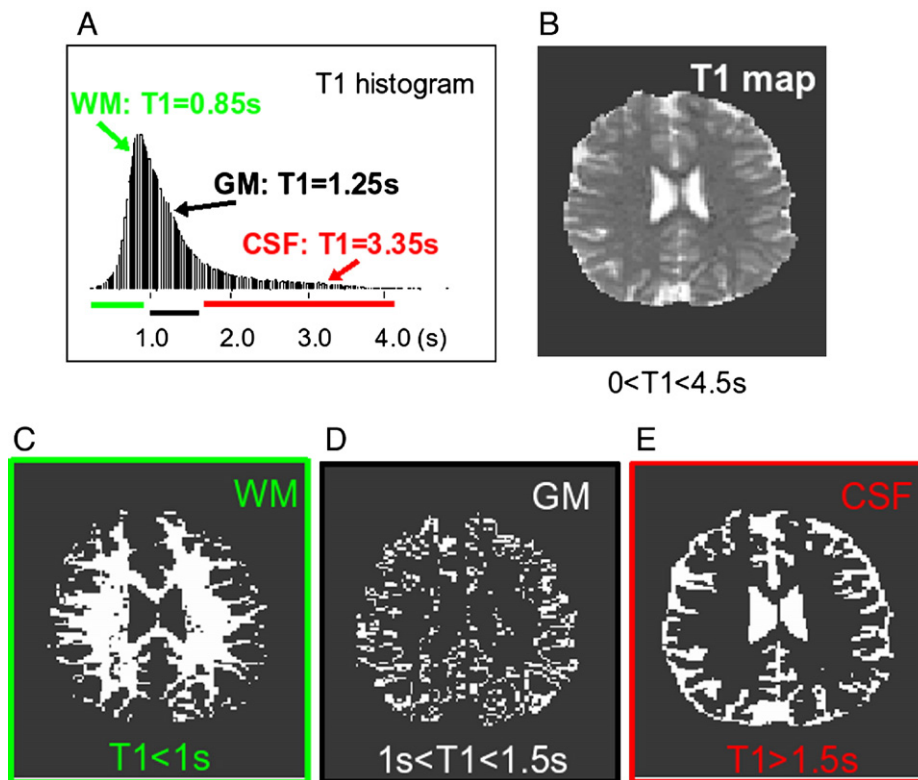 A
T1 histogram
WM: T1=0.85s
GM: T1=1.25s
CSF: T1=3.35s
1.0 2.0 3.0 4.0 (s)
B
T1 map
0<T1<4.5s
C
WM
T1<1s
D
GM
1s<T1<1.5s
E
CSF
T1>1.5s